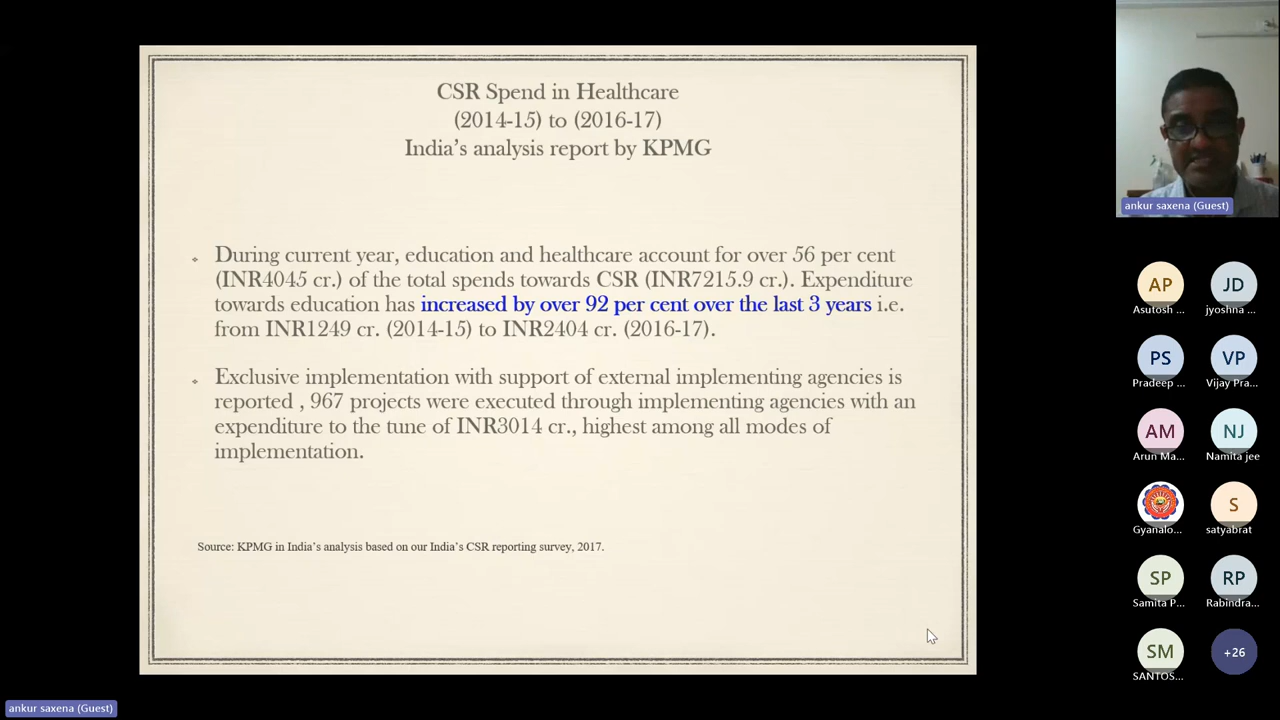 CSR Spend in Healthcare
(2014-15) to (2016-17)
India's analysis report by KPMG
During current year, education and healthcare account for over 56 per cent
(INR4045 cr.) of the total spends towards CSR (INR7215.9 cr.). Expenditure
towards education has increased by over 92 per cent over the last 3 years i.e.
from INR1249 cr. (2014-15) to INR2404 cr. (2016-17).
Exclusive implementation with support of external implementing agencies is
reported , 967 projects were executed through implementing agencies with an
expenditure to the tune of INR3014 cr., highest among all modes of
implementation.
Source: KPMG in India's analysis based on our India's CSR reporting survey, 2017.
ankur saxena (Guest)
AP JD
Asutosh ... jyoshna ...
PS VP
Pradeep ... Vijay Pra...
AM NJ
Arun Ma... Namita jee
S
Gyanalo... satyabrat
SP RP
Samita P... Rabindra...
SM +26
SANTOS...
ankur saxena (Guest)